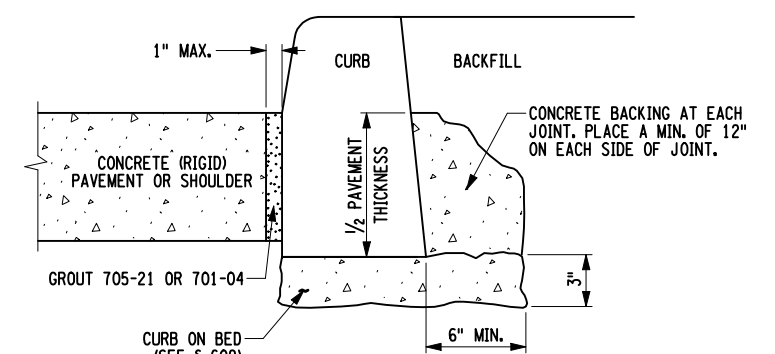 1" MAX.
CURB
BACKFILL
CONCRETE BACKING AT EACH
JOINT. PLACE A MIN. OF 12"
ON EACH SIDE OF JOINT.
CONCRETE (RIGID)
PAVEMENT OR SHOULDER
1/2 PAVEMENT
THICKNESS
GROUT 705-21 OR 701-04
3"
CURB ON BED
6" MIN.